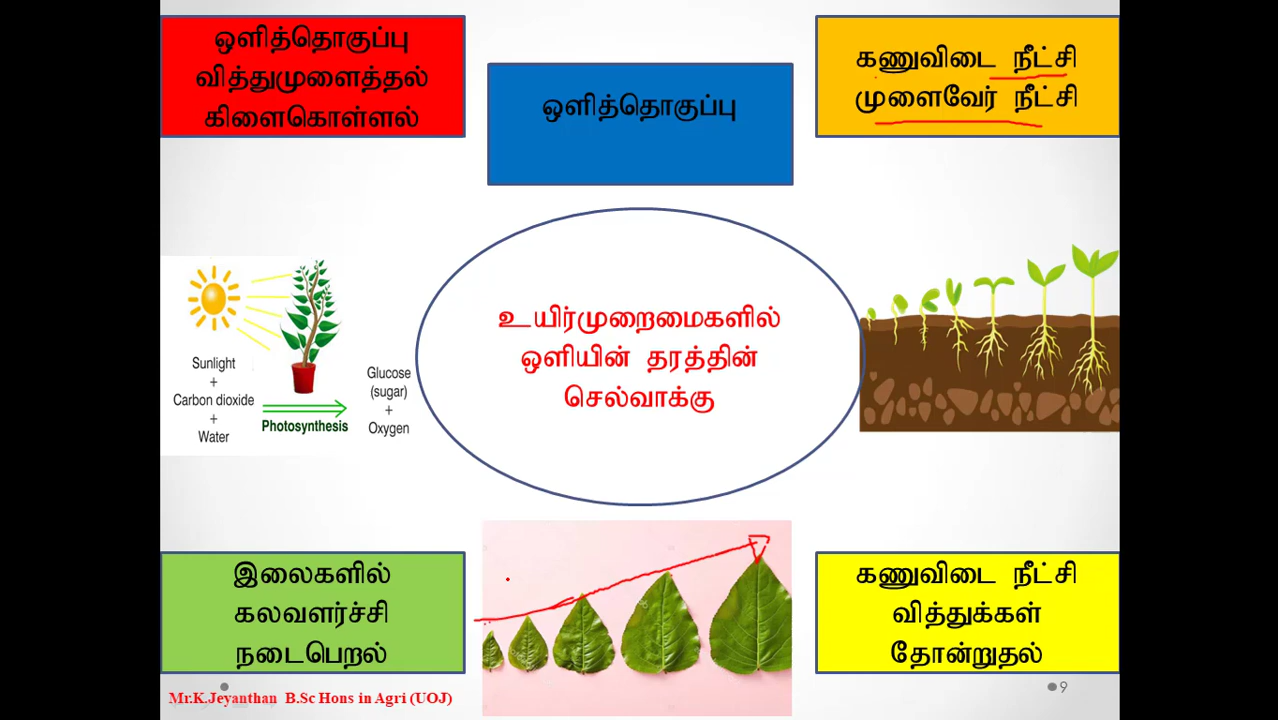 ஒளித்தொகுப்பு
வித்துமுளைத்தல்
கிளைகொள்ளல்
ஒளித்தொகுப்பு
கணுவிடை நீட்சி
முளைவேர் நீட்சி
உயிர்முறைமைகளில்
ஒளியின் தரத்தின்
செல்வாக்கு
Sunlight
+
Carbon dioxide
+
Water
Photosynthesis
Glucose
(sugar)
+
Oxygen
இலைகளில்
கலவளர்ச்சி
நடைபெறல்
கணுவிடை நீட்சி
வித்துக்கள்
தோன்றுதல்
Mr.K.Jeyanthan B.Sc Hons in Agri (UOJ)
9